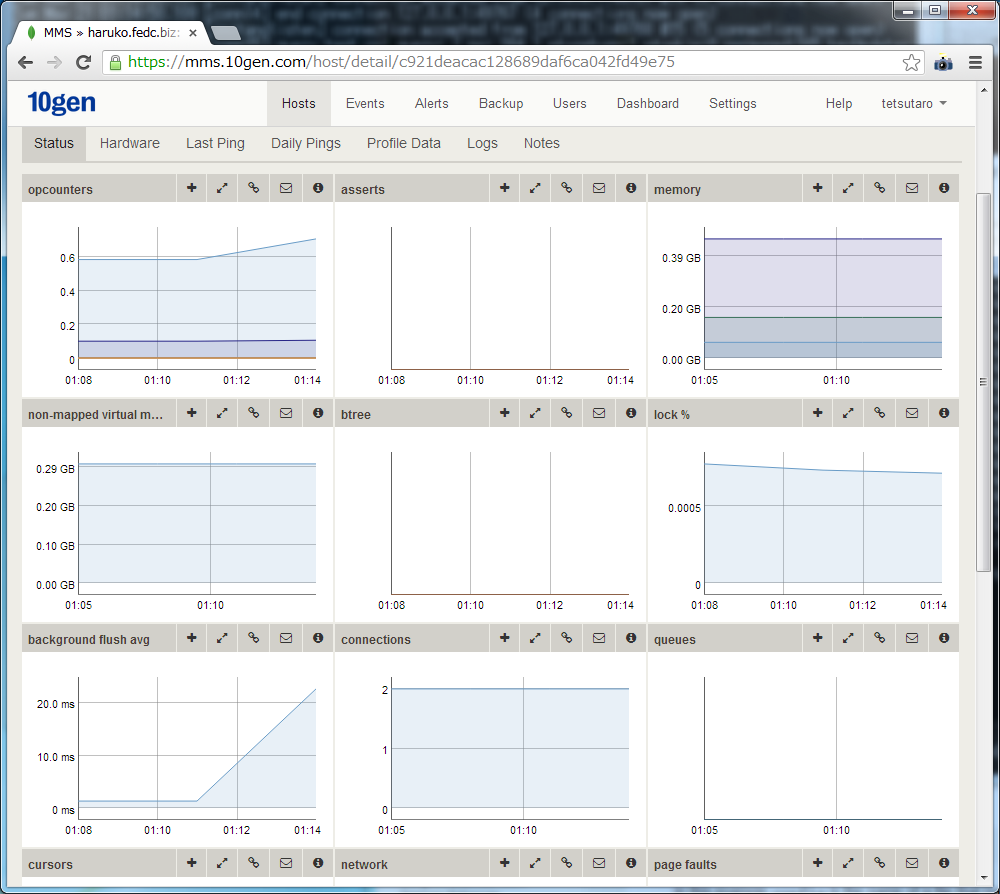 MMS » haruko.fedc.biz:
https://mms.10gen.com/host/detail/c921deacac128689daf6ca042fd49e75
10gen Hosts Events Alerts Backup Users Dashboard Settings Help tetsutaro
Status Hardware Last Ping Daily Pings Profile Data Logs Notes
opcounters asserts memory
0.6
0.4
0.2
0
01:08 01:10 01:12 01:14
01:08 01:10 01:12 01:14
0.39 GB
0.20 GB
0.00 GB
01:05 01:10
non-mapped virtual m... btree lock %
0.29 GB
0.20 GB
0.10 GB
0.00 GB
01:05 01:10
01:08 01:10 01:12 01:14
0.0005
0
01:08 01:10 01:12 01:14
background flush avg connections queues
20.0 ms
10.0 ms
0 ms
01:08 01:10 01:12 01:14
2
1
0
01:05 01:10
01:05 01:10
cursors network page faults